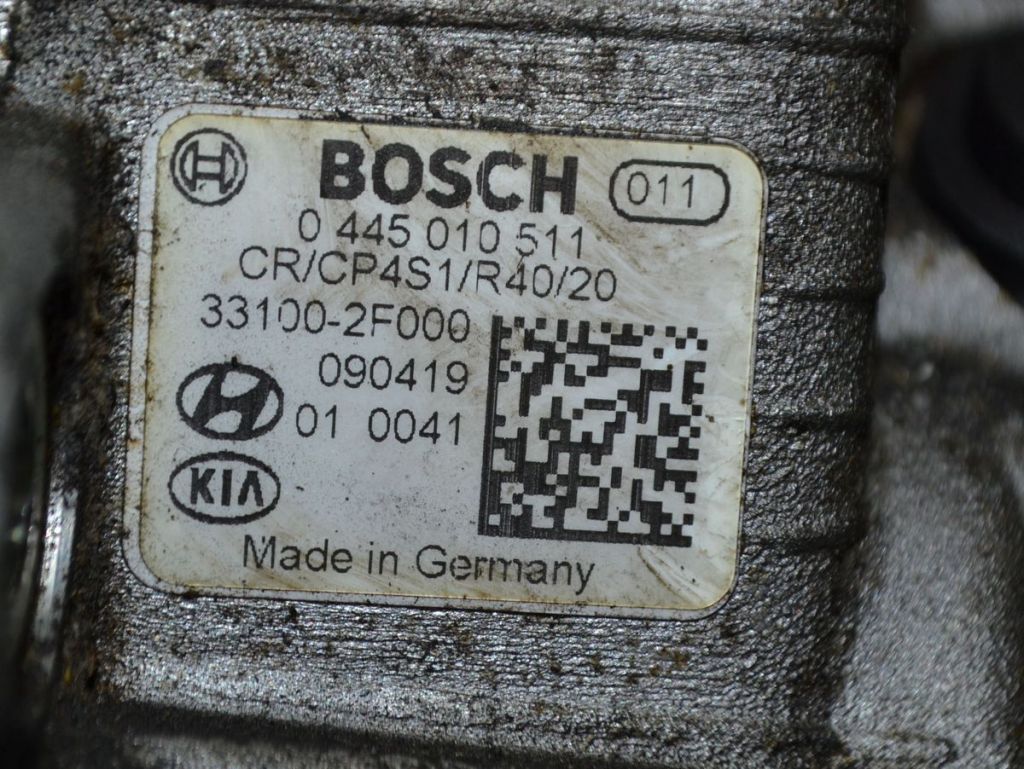 BOSCH 011
0 445 010 511
CR/CP4S1/R40/20
33100-2F000
090419
01 0041
KIA
Made in Germany